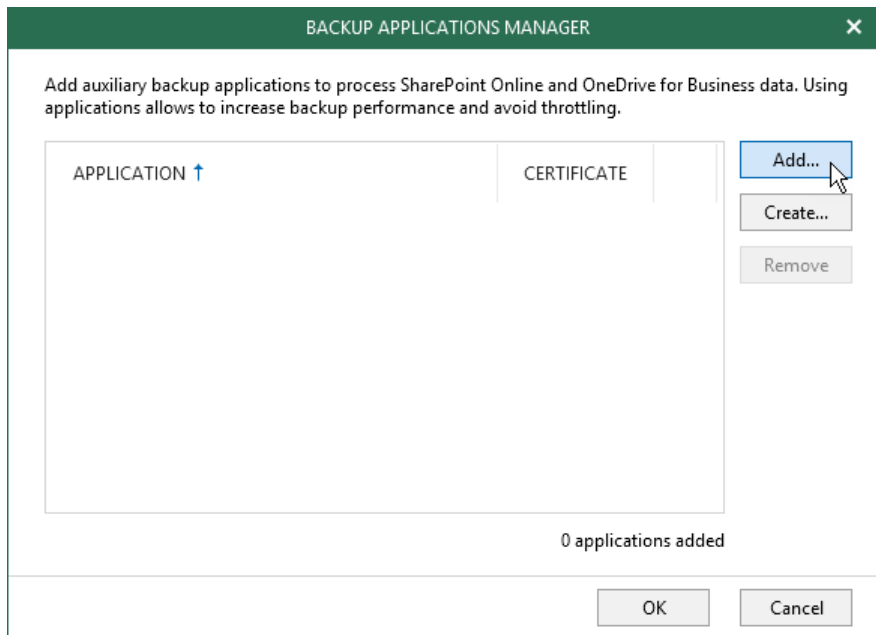 BACKUP APPLICATIONS MANAGER
Add auxiliary backup applications to process SharePoint Online and OneDrive for Business data. Using
applications allows to increase backup performance and avoid throttling.
APPLICATION ↑ CERTIFICATE
Add...
Create...
Remove
0 applications added
OK Cancel